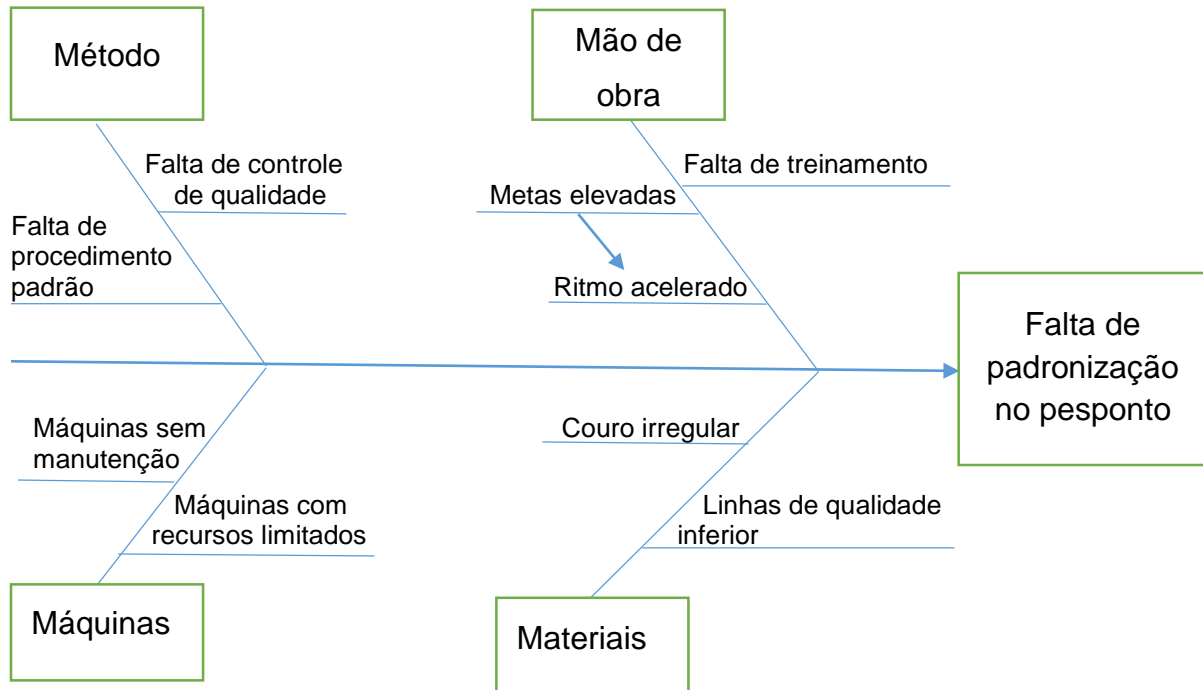 Método
Mão de
obra
Falta de controle
de qualidade
Falta de
procedimento
padrão
Falta de treinamento
Metas elevadas
Ritmo acelerado
Falta de
padronização
no pesponto
Máquinas sem
manutenção
Máquinas com
recursos limitados
Couro irregular
Linhas de qualidade
inferior
Máquinas
Materiais